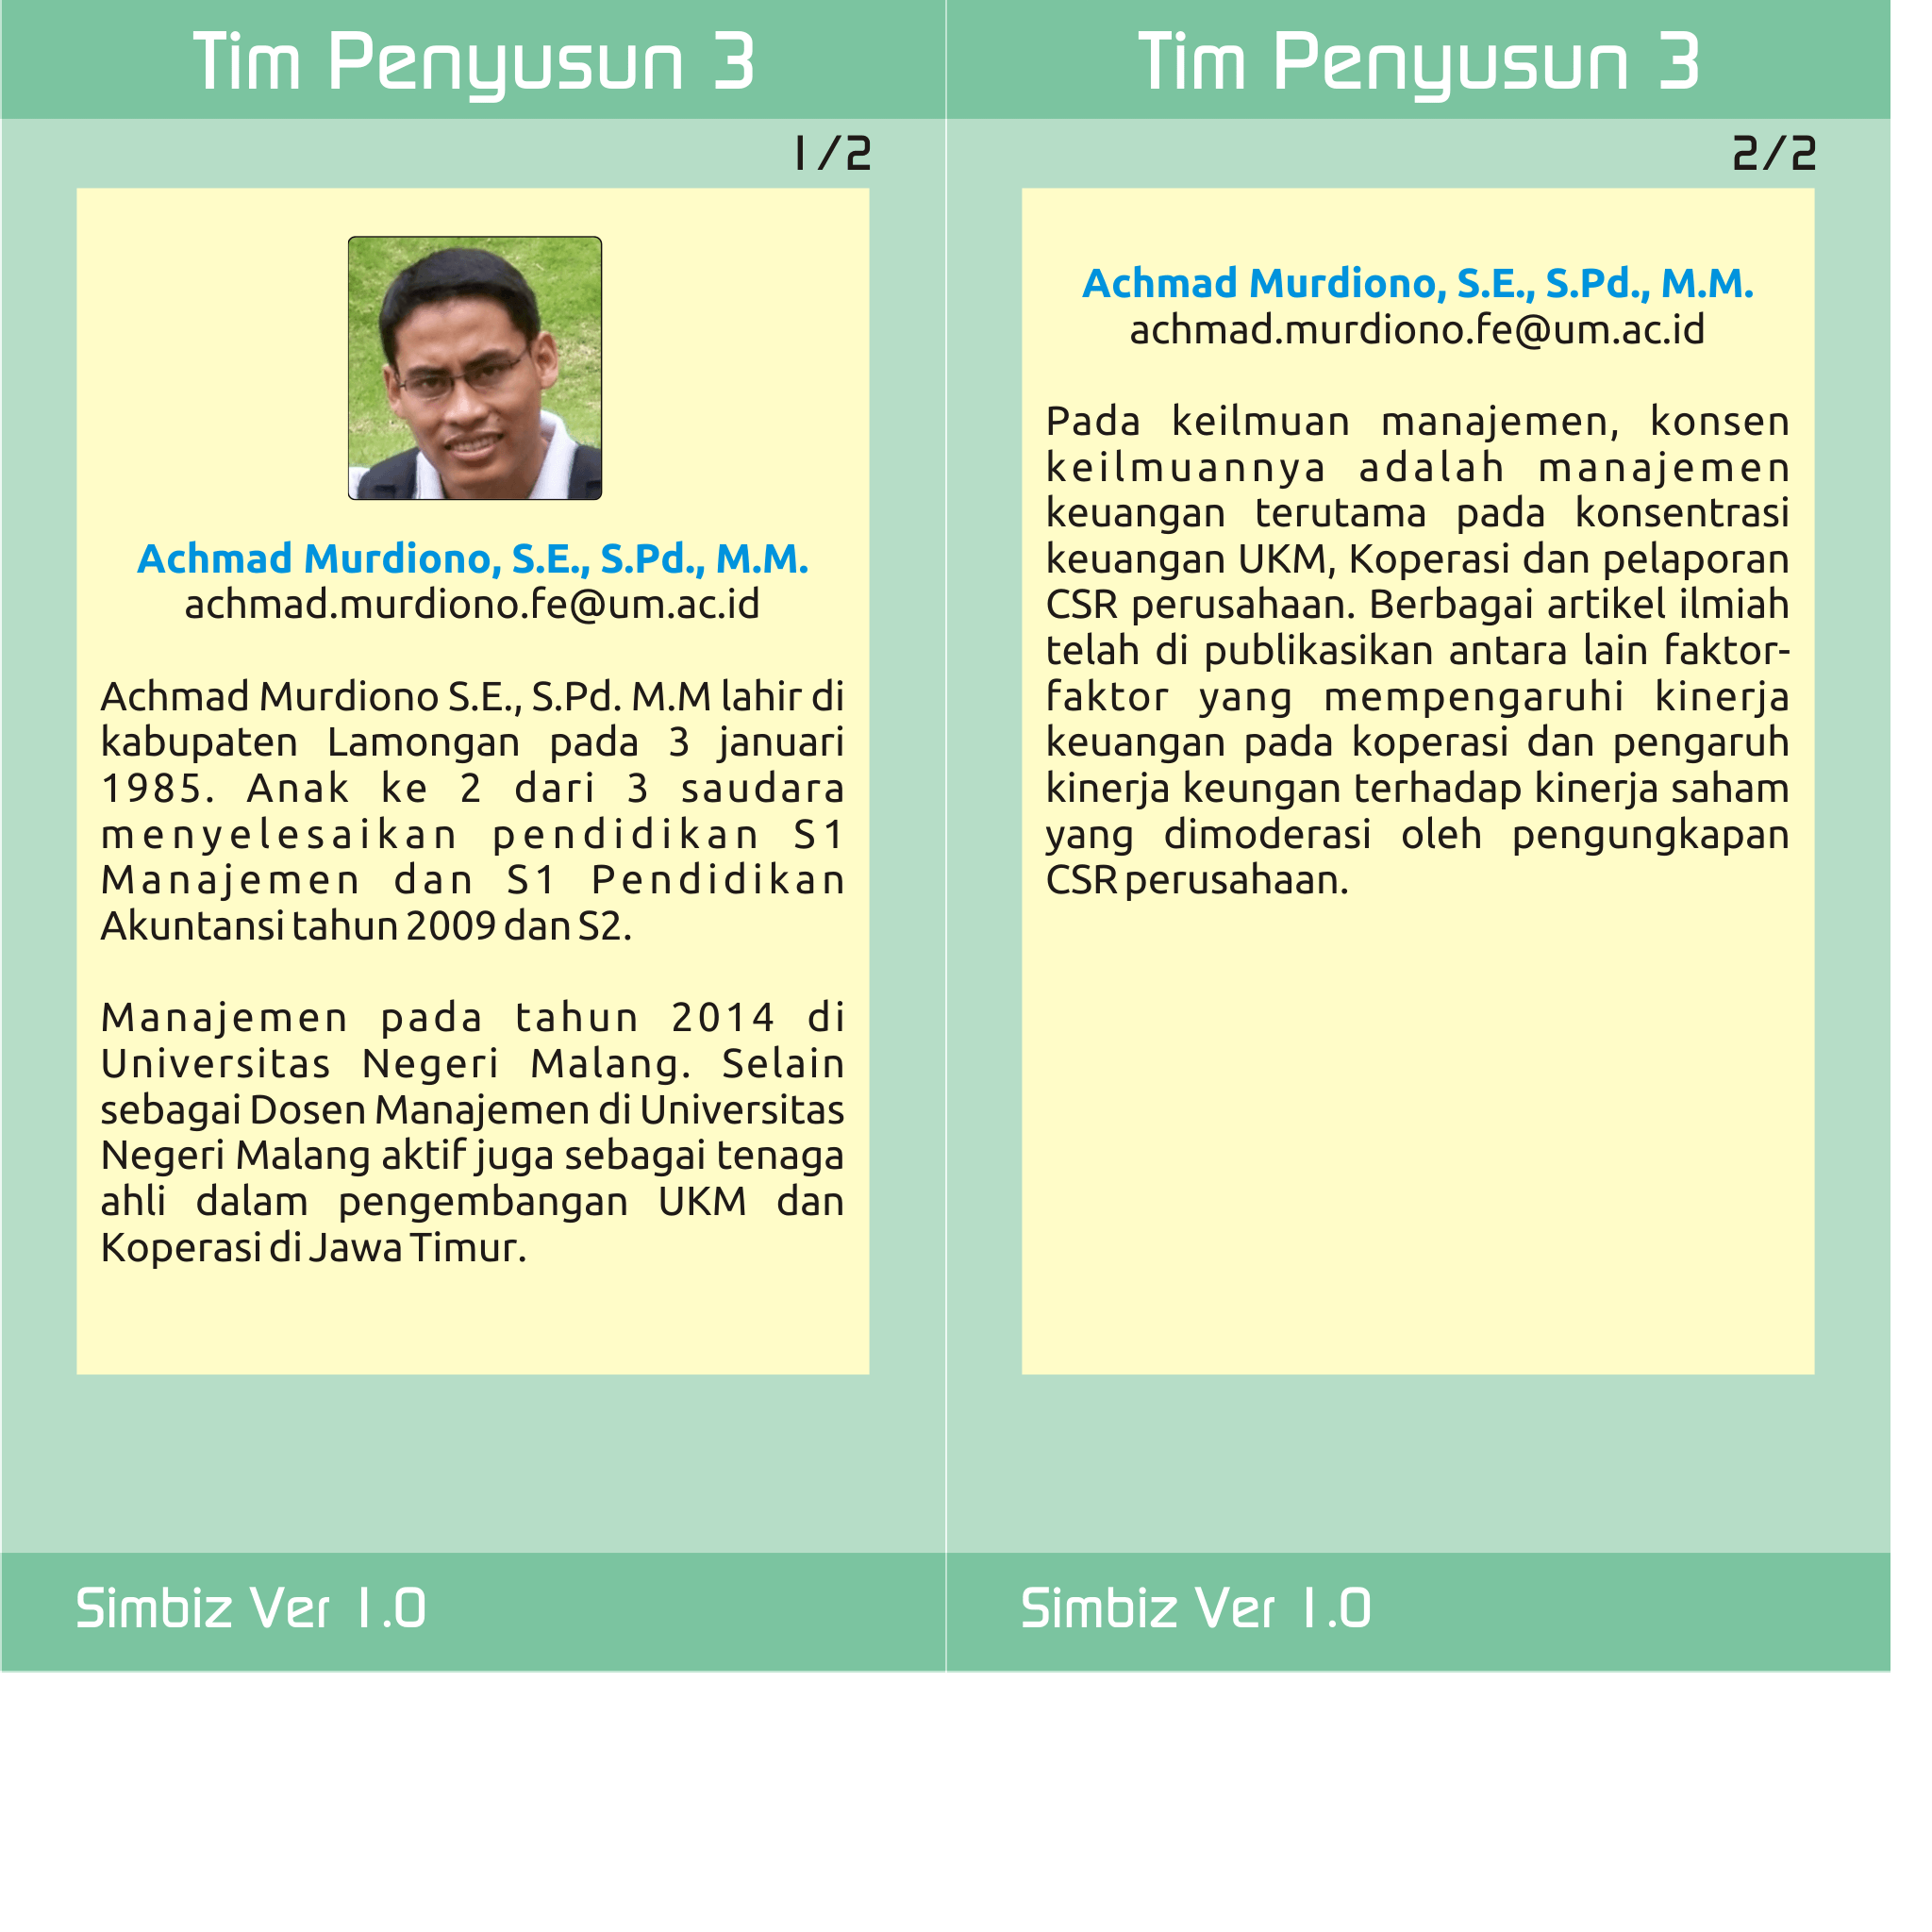 Tim Penyusun 3
1/2
Achmad Murdiono, S.E., S.Pd., M.M.
achmad.murdiono.fe@um.ac.id
Achmad Murdiono S.E., S.Pd. M.M lahir di
kabupaten Lamongan pada 3 januari
1985. Anak ke 2 dari 3 saudara
menyelesaikan pendidikan S1
Manajemen dan S1 Pendidikan
Akuntansi tahun 2009 dan S2.
Manajemen pada tahun 2014 di
Universitas Negeri Malang. Selain
sebagai Dosen Manajemen di Universitas
Negeri Malang aktif juga sebagai tenaga
ahli dalam pengembangan UKM dan
Koperasi di Jawa Timur.
Simbiz Ver 1.0
Tim Penyusun 3
2/2
Achmad Murdiono, S.E., S.Pd., M.M.
achmad.murdiono.fe@um.ac.id
Pada keilmuan manajemen, konsen
keilmuannya adalah manajemen
keuangan terutama pada konsentrasi
keuangan UKM, Koperasi dan pelaporan
CSR perusahaan. Berbagai artikel ilmiah
telah di publikasikan antara lain faktor-
faktor yang mempengaruhi kinerja
keuangan pada koperasi dan pengaruh
kinerja keungan terhadap kinerja saham
yang dimoderasi oleh pengungkapan
CSR perusahaan.
Simbiz Ver 1.0